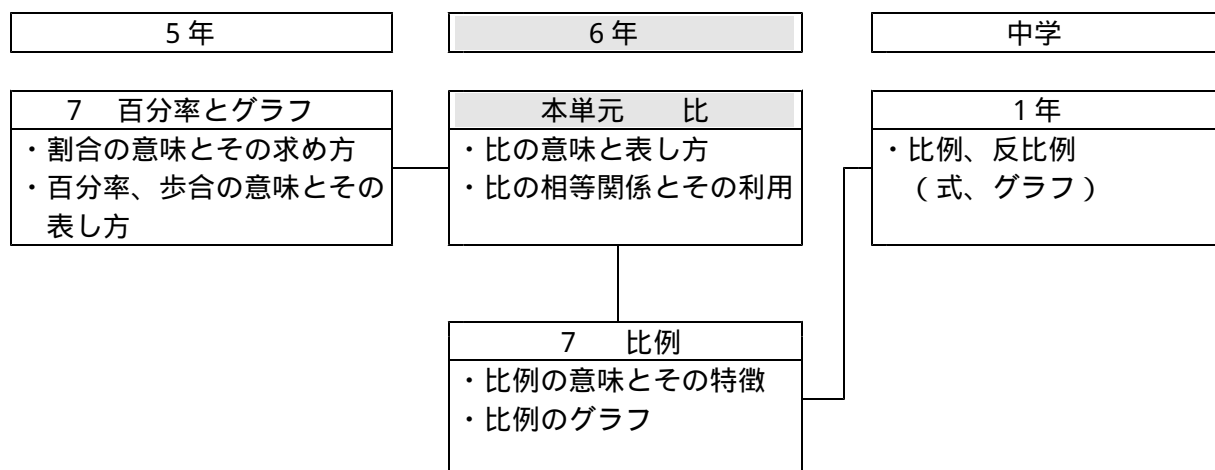 5年
6年
中学
7 百分率とグラフ
・割合の意味とその求め方
・百分率、歩合の意味とその
表し方
本単元 比
・比の意味と表し方
・比の相等関係とその利用
1年
・比例、反比例
（式、グラフ）
7 比例
・比例の意味とその特徴
・比例のグラフ